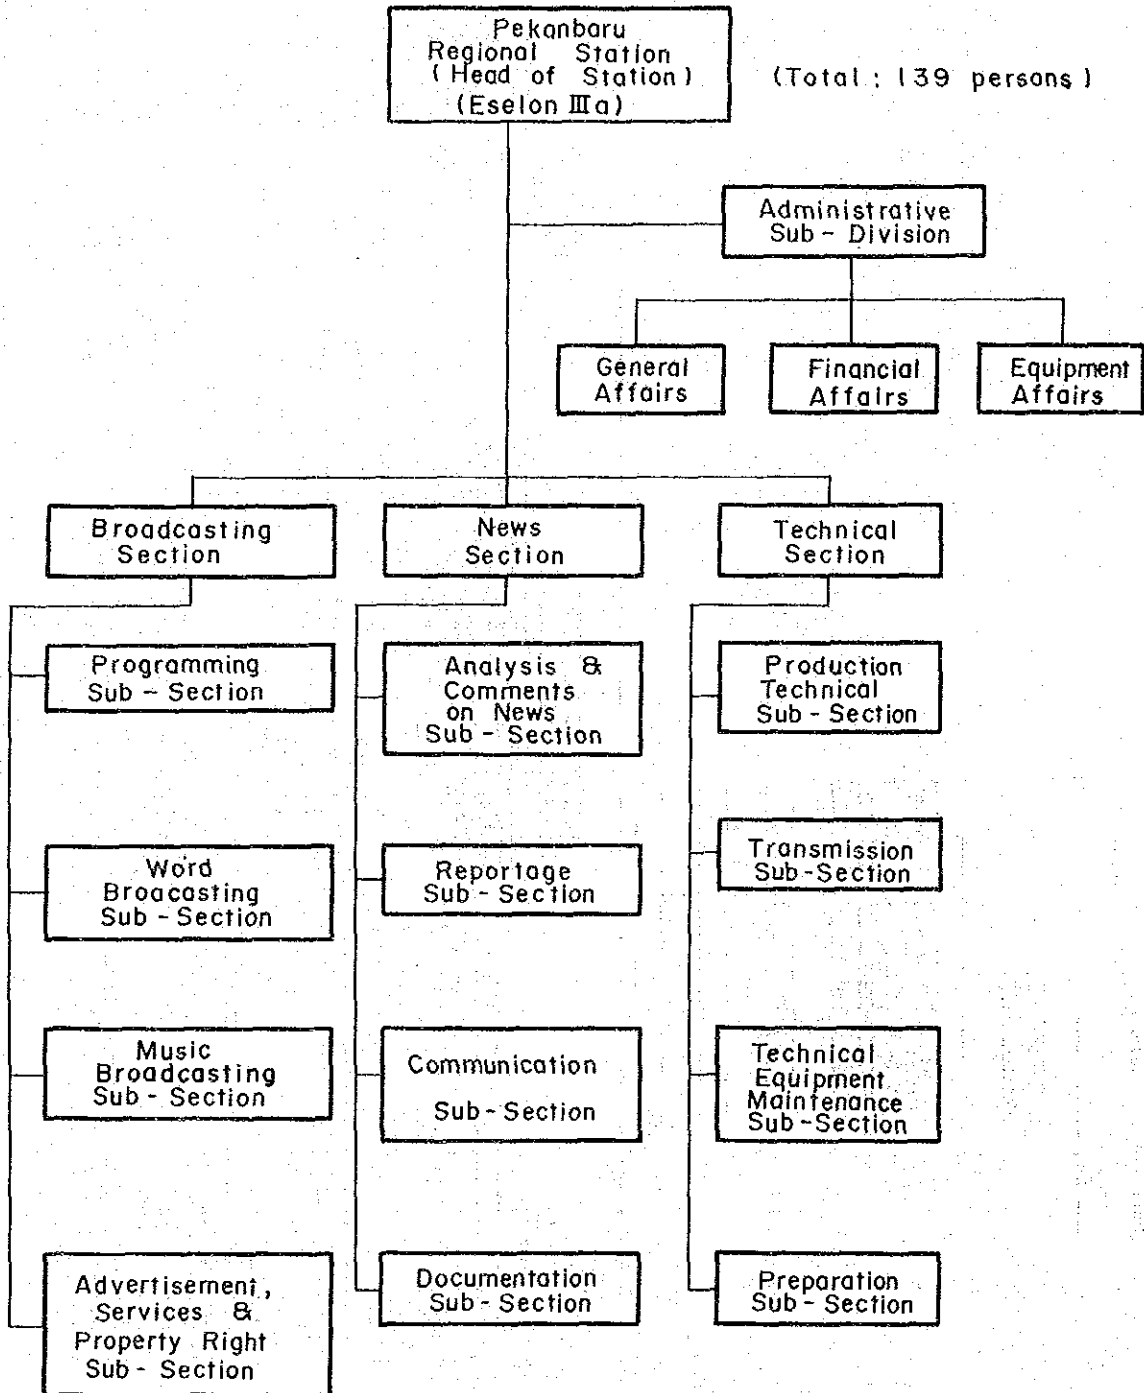 Pekanbaru
Regional Station
(Head of Station)
(Eselon IIIa)
(Total : 139 persons)
Administrative
Sub - Division
General
Affairs
Financial
Affairs
Equipment
Affairs
Broadcasting
Section
News
Section
Technical
Section
Programming
Sub - Section
Analysis &
Comments
on News
Sub - Section
Production
Technical
Sub - Section
Word
Broacasting
Sub - Section
Reportage
Sub - Section
Transmission
Sub - Section
Music
Broadcasting
Sub - Section
Communication
Sub - Section
Technical
Equipment
Maintenance
Sub - Section
Advertisement,
Services &
Property Right
Sub - Section
Documentation
Sub - Section
Preparation
Sub - Section